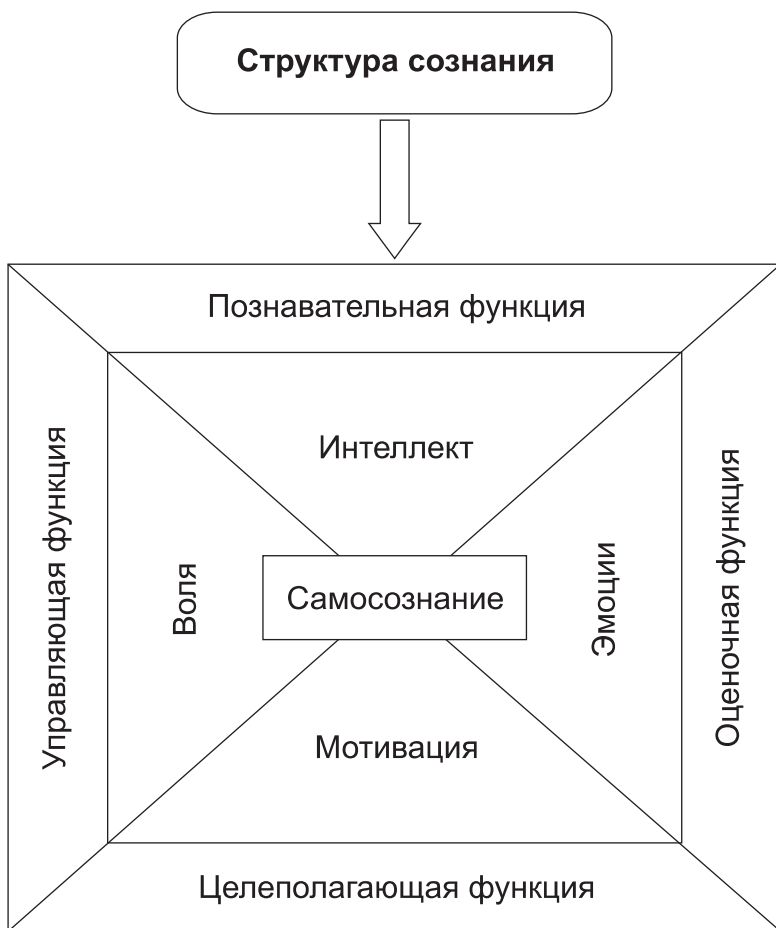 Структура сознания
Познавательная функция
Интеллект
Управляющая функция
Воля
Самосознание
Эмоции
Оценочная функция
Мотивация
Целеполагающая функция